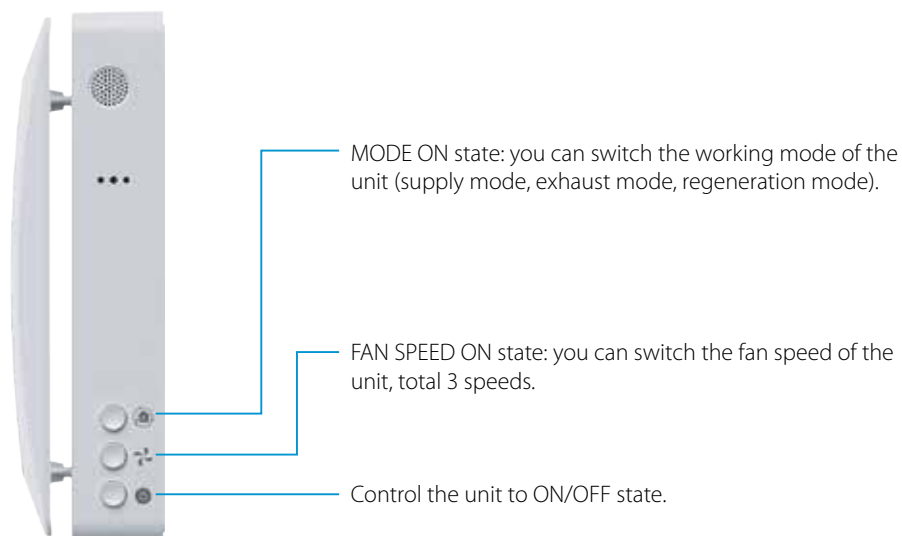 MODE ON state: you can switch the working mode of the
unit (supply mode, exhaust mode, regeneration mode).
FAN SPEED ON state: you can switch the fan speed of the
unit, total 3 speeds.
Control the unit to ON/OFF state.